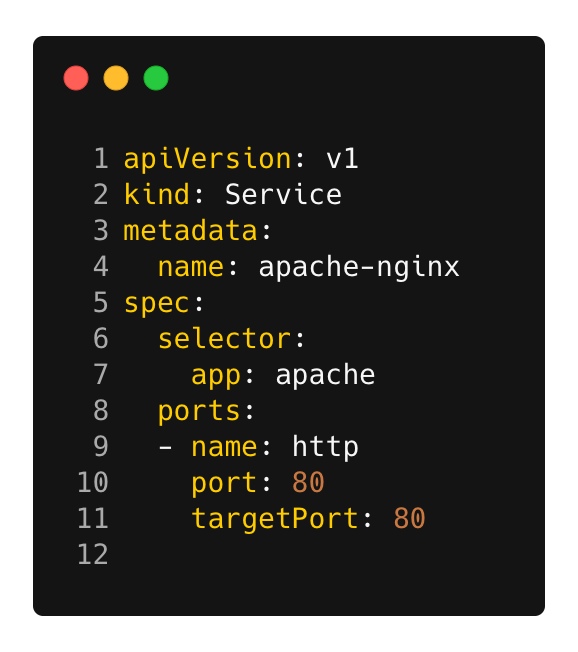 1 apiVersion: v1
2 kind: Service
3 metadata:
4   name: apache-nginx
5 spec:
6   selector:
7     app: apache
8   ports:
9   - name: http
10     port: 80
11     targetPort: 80
12